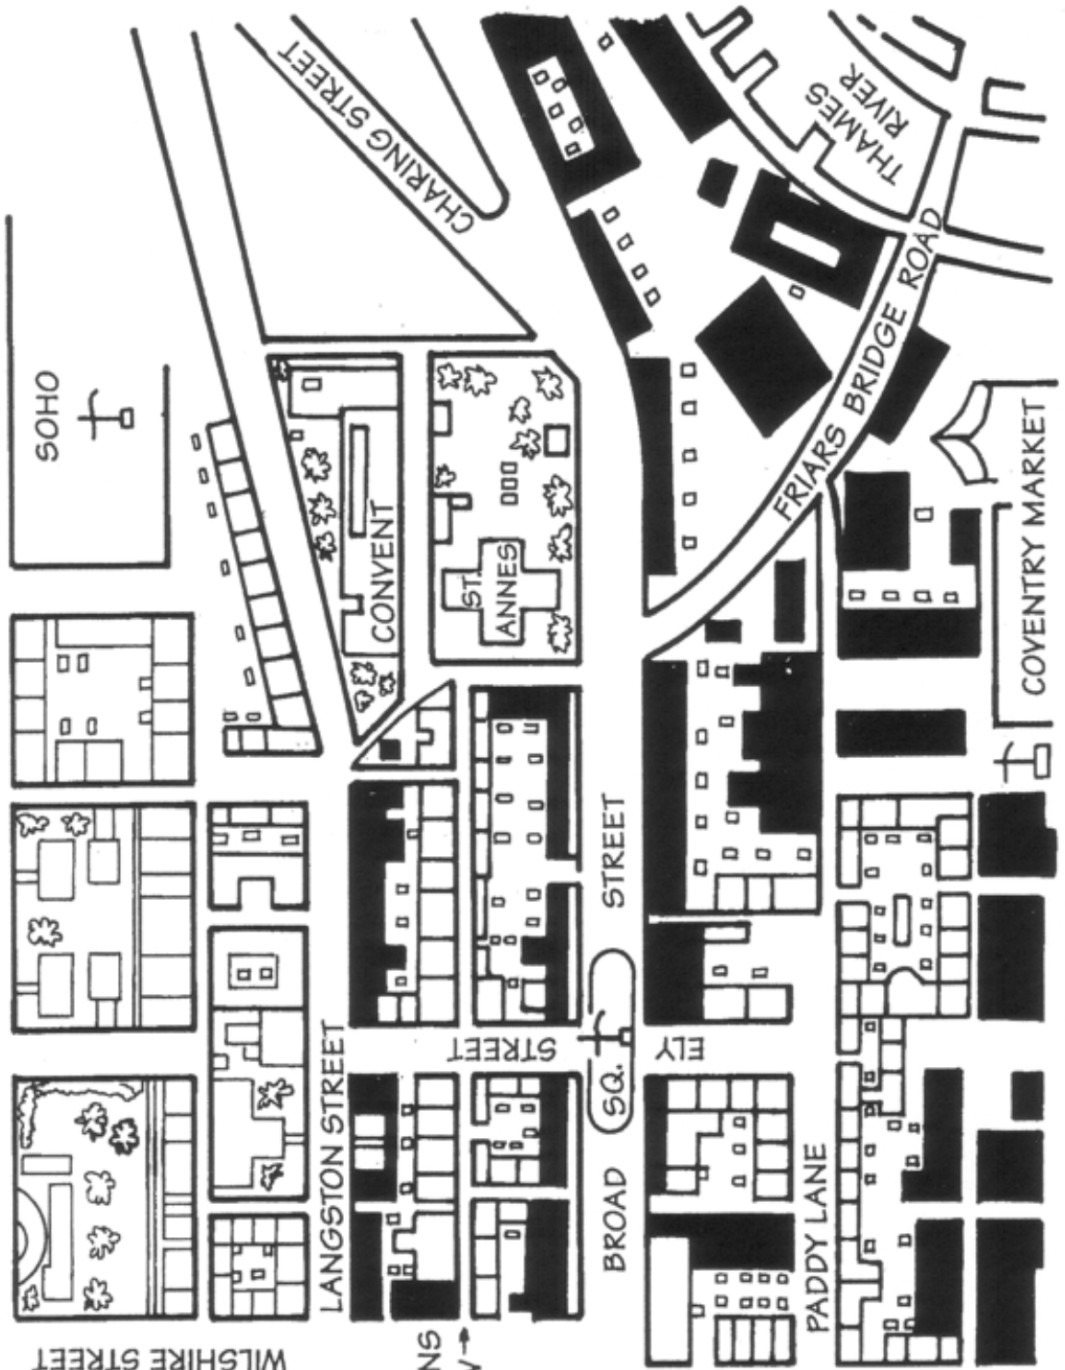 CHARING STREET
THAMES
RIVER
SOHO
CONVENT
ST.
ANNES
FRIARS BRIDGE ROAD
COVENTRY MARKET
STREET
STREET
ELY
SQ.
LANGSTON STREET
BROAD
PADDY LANE
WILSHIRE STREET
NS